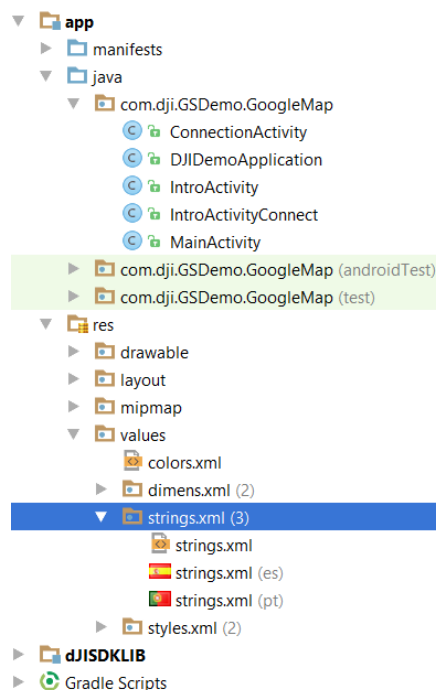 app
manifests
java
com.dji.GSDemo.GoogleMap
ConnectionActivity
DJIDemoApplication
IntroActivity
IntroActivityConnect
MainActivity
com.dji.GSDemo.GoogleMap (androidTest)
com.dji.GSDemo.GoogleMap (test)
res
drawable
layout
mipmap
values
colors.xml
dimens.xml (2)
strings.xml (3)
strings.xml
strings.xml (es)
strings.xml (pt)
styles.xml (2)
dJISDKLIB
Gradle Scripts